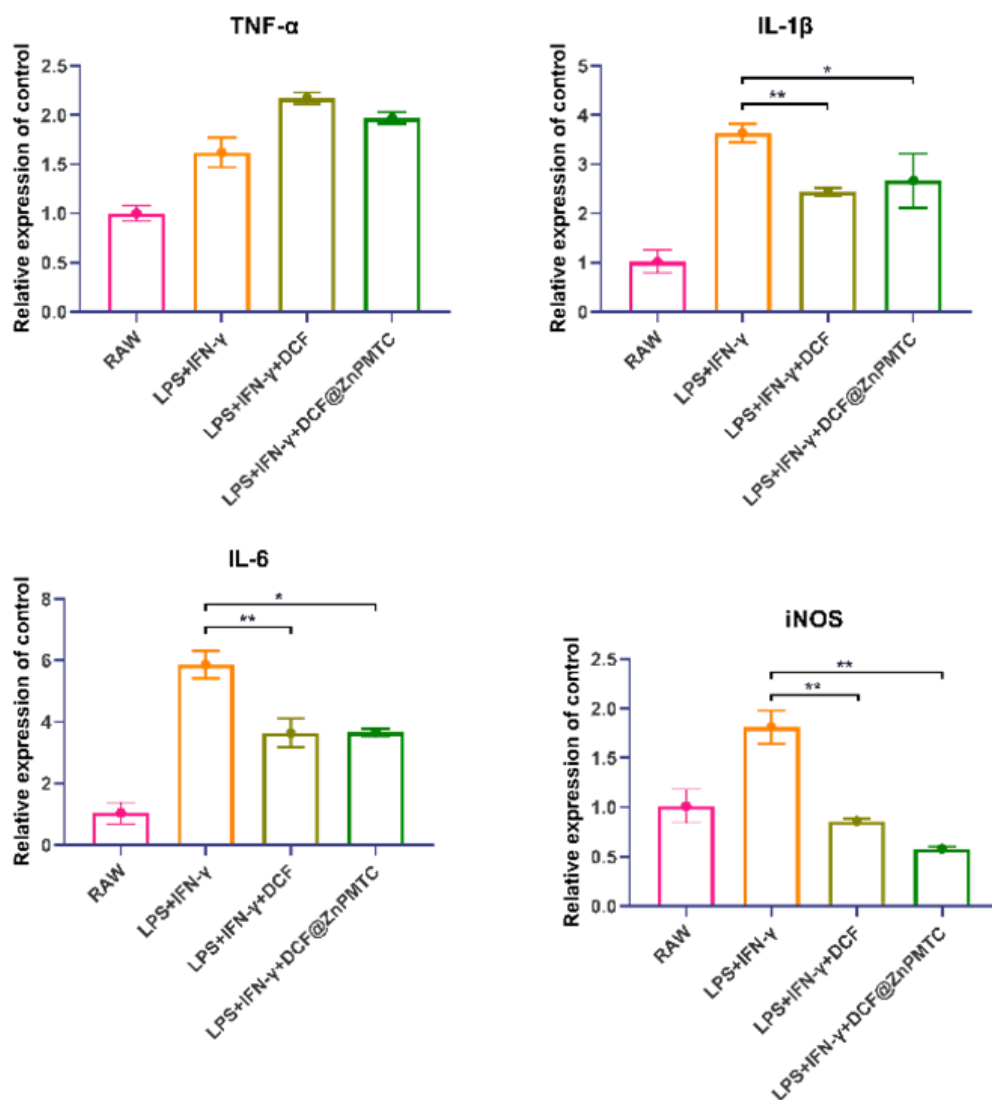 TNF-α
Relative expression of control
2.5
2.0
1.5
1.0
0.5
0.0
RAW
LPS+IFN-γ
LPS+IFN-γ+DCF
LPS+IFN-γ+DCF@ZnPMTC
IL-1β
Relative expression of control
5
4
3
2
1
0
*
**
RAW
LPS+IFN-γ
LPS+IFN-γ+DCF
LPS+IFN-γ+DCF@ZnPMTC
IL-6
Relative expression of control
8
6
4
2
0
*
**
RAW
LPS+IFN-γ
LPS+IFN-γ+DCF
LPS+IFN-γ+DCF@ZnPMTC
iNOS
Relative expression of control
2.5
2.0
1.5
1.0
0.5
0.0
**
**
RAW
LPS+IFN-γ
LPS+IFN-γ+DCF
LPS+IFN-γ+DCF@ZnPMTC